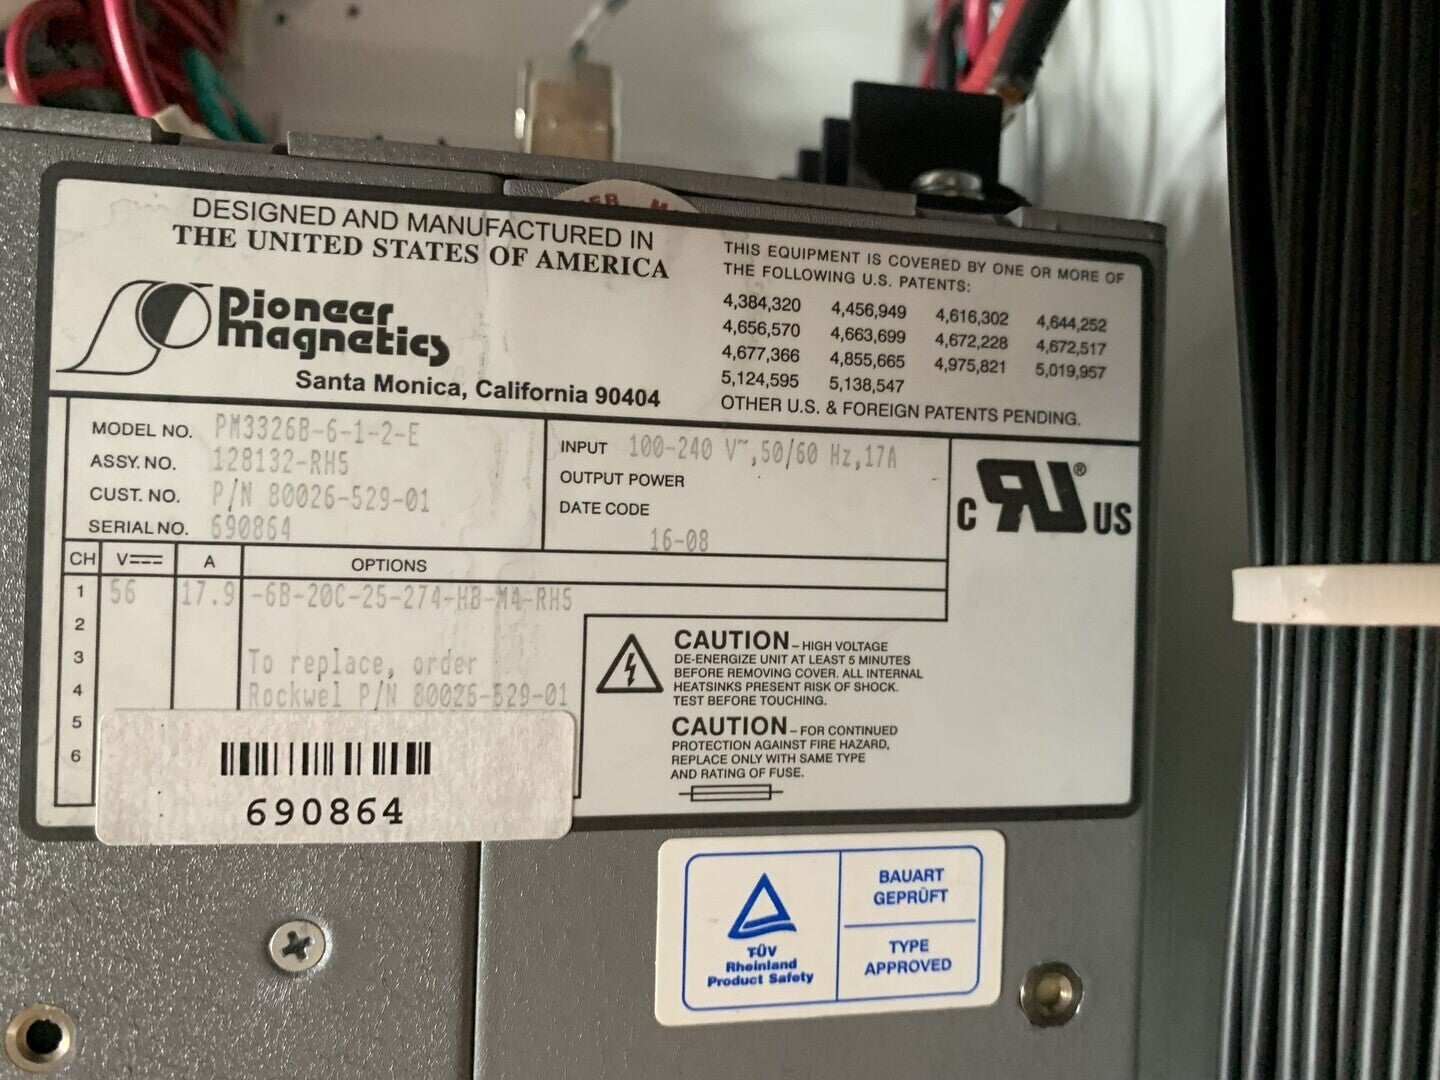 DESIGNED AND MANUFACTURED IN
THE UNITED STATES OF AMERICA
Pioneer
Magnetics
Santa Monica, California 90404
THIS EQUIPMENT IS COVERED BY ONE OR MORE OF
THE FOLLOWING U.S. PATENTS:
4,384,320 4,456,949 4,616,302 4,644,252
4,656,570 4,663,699 4,672,228 4,672,517
4,677,366 4,855,665 4,975,821 5,019,957
5,124,595 5,138,547
OTHER U.S. & FOREIGN PATENTS PENDING.
MODEL NO. PM3326B-6-1-2-E
ASSY. NO. 128132-RH5
CUST. NO. P/N 80026-529-01
SERIAL NO. 690864
INPUT 100-240 V~,50/60 Hz,17A
OUTPUT POWER
DATE CODE
16-08
C RU ® US
CH V A OPTIONS
1 56 17.9 -6B-20C-25-274-HB-M4-RH5
2
3 To replace, order
4 Rockwel P/N 80026-529-01
5
6
690864
CAUTION – HIGH VOLTAGE
DE-ENERGIZE UNIT AT LEAST 5 MINUTES
BEFORE REMOVING COVER. ALL INTERNAL
HEATSINKS PRESENT RISK OF SHOCK.
TEST BEFORE TOUCHING.
CAUTION – FOR CONTINUED
PROTECTION AGAINST FIRE HAZARD,
REPLACE ONLY WITH SAME TYPE
AND RATING OF FUSE.
TÜV
Rheinland
Product Safety
BAUART
GEPRÜFT
TYPE
APPROVED